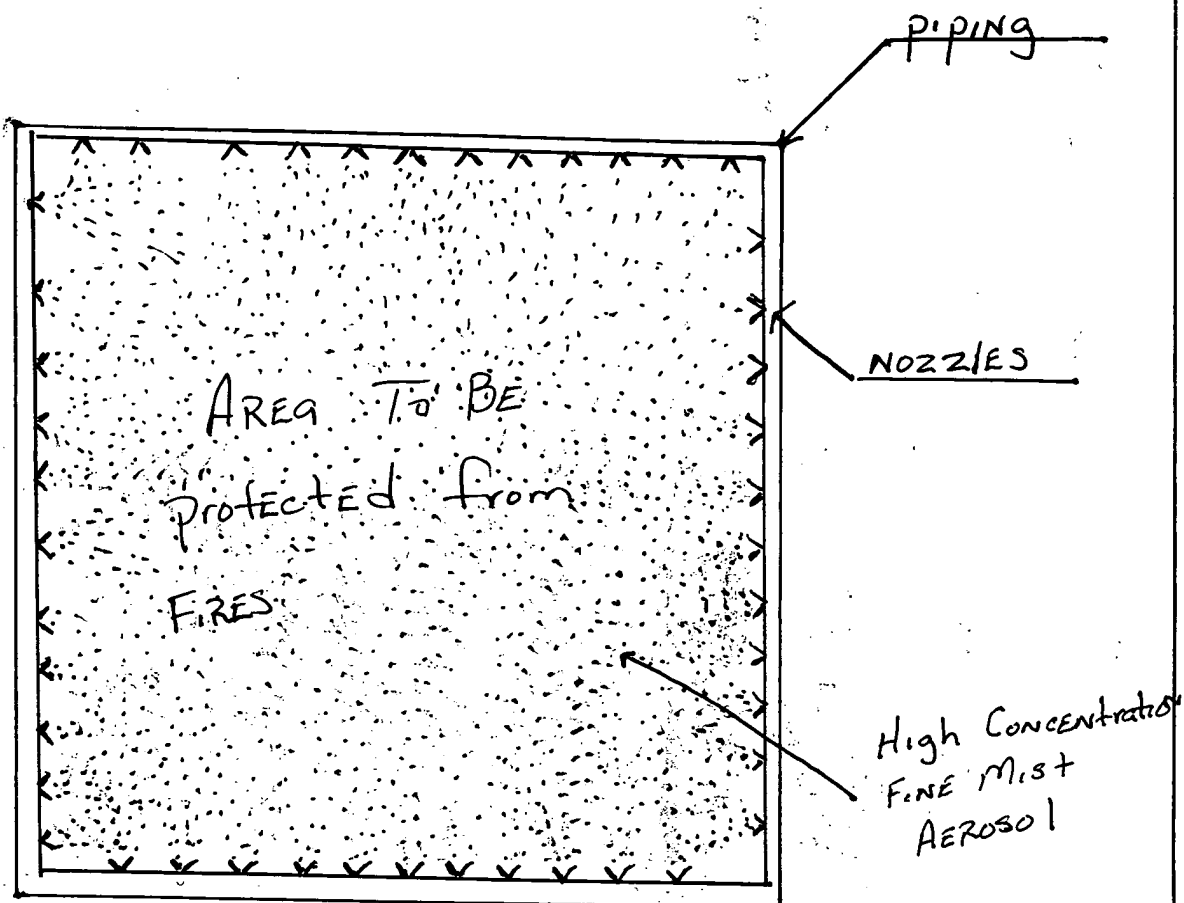 PIPING
NOZZLES
AREA TO BE
PROTECTED from
FIRES
High CONCENtration
FINE Mist
AEROSOl